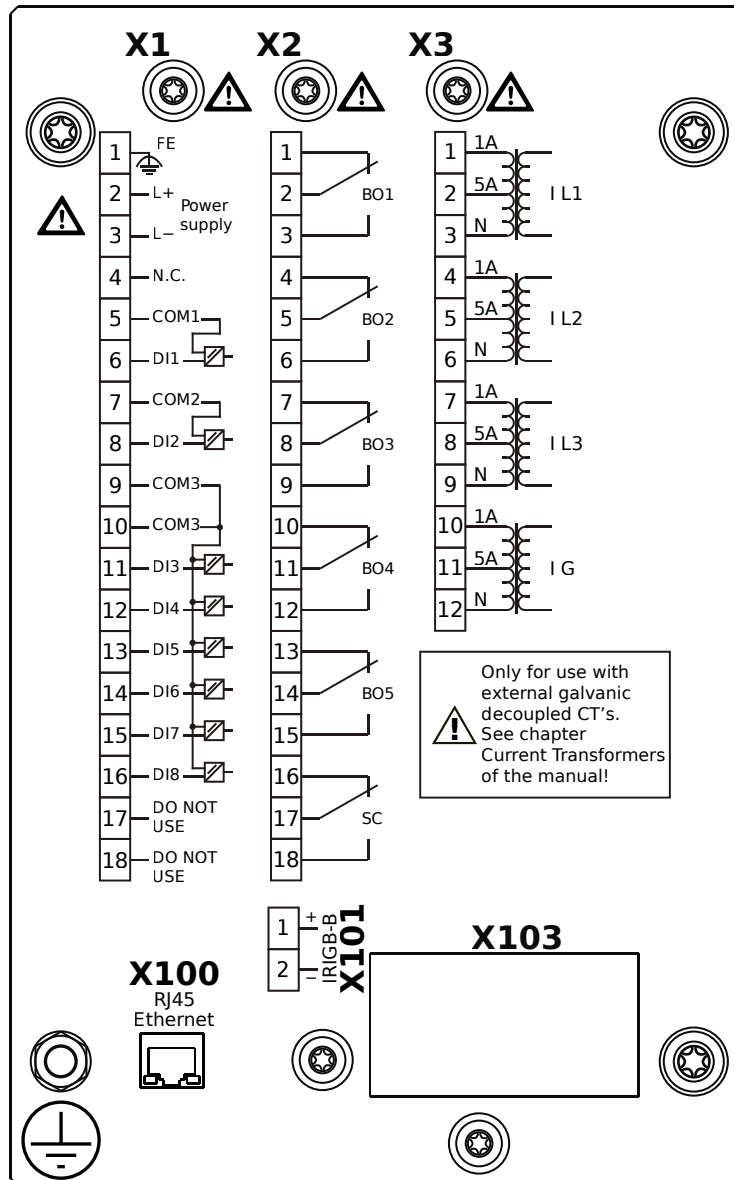 X1
X2
X3
1 FE
2 L+
Power
supply
3 L−
4 N.C.
5 COM1
6 DI1
7 COM2
8 DI2
9 COM3
10 COM3
11 DI3
12 DI4
13 DI5
14 DI6
15 DI7
16 DI8
17 DO NOT
USE
18 DO NOT
USE
1
2 BO1
3
4
5 BO2
6
7
8 BO3
9
10
11 BO4
12
13
14 BO5
15
16
17 SC
18
1 1A
2 5A I L1
3 N
4 1A
5 5A I L2
6 N
7 1A
8 5A I L3
9 N
10 1A
11 5A I G
12 N
Only for use with
external galvanic
decoupled CT's.
See chapter
Current Transformers
of the manual!
1 +
2 −
IRIGB-B
X101
X100
RJ45
Ethernet
X103